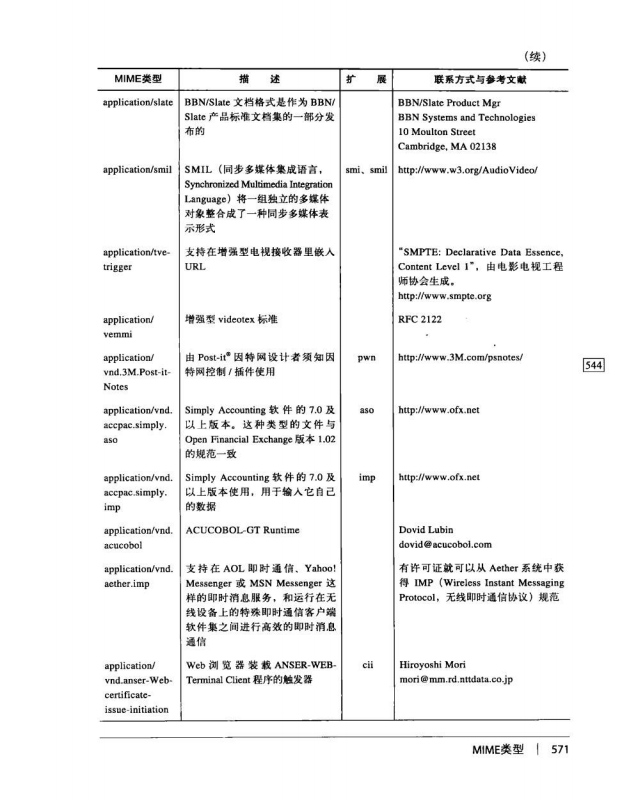 （续）
MIME类型 描 述 扩 展 联系方式与参考文献
application/slate BBN/Slate 文档格式是作为 BBN/ BBN/Slate Product Mgr
Slate 产品标准文档集的一部分发 BBN Systems and Technologies
布的 10 Moulton Street
Cambridge, MA 02138
application/smil SMIL（同步多媒体集成语言， smi、smil http://www.w3.org/AudioVideo/
Synchronized Multimedia Integration
Language）将一组独立的多媒体
对象整合成了一种同步多媒体表
示形式
application/tve- 支持在增强型电视接收器里嵌入 “SMPTE: Declarative Data Essence,
trigger URL Content Level 1”，由电影电视工程
师协会生成。
http://www.smpte.org
application/ 增强型 videotex 标准 RFC 2122
vemmi
application/ 由 Post-it® 因特网设计者须知因 pwn http://www.3M.com/psnotes/
vnd.3M.Post-it- 特网控制 / 插件使用
Notes
544
application/vnd. Simply Accounting 软件的 7.0 及 aso http://www.ofx.net
accpac.simply. 以上版本。这种类型的文件与
aso Open Financial Exchange 版本 1.02
的规范一致
application/vnd. Simply Accounting 软件的 7.0 及 imp http://www.ofx.net
accpac.simply. 以上版本使用，用于输入它自己
imp 的数据
application/vnd. ACUCOBOL-GT Runtime Dovid Lubin
acucobol dovid@acucobol.com
application/vnd. 支持在 AOL 即时通信、Yahoo! 有许可证就可以从 Aether 系统中获
aether.imp Messenger 或 MSN Messenger 这 得 IMP（Wireless Instant Messaging
样的即时消息服务，和运行在无 Protocol，无线即时通信协议）规范
线设备上的特殊即时通信客户端
软件集之间进行高效的即时消息
通信
application/ Web 浏览器装载 ANSER-WEB- cii Hiroyoshi Mori
vnd.anser-Web- Terminal Client 程序的触发器 mori@mm.rd.nttdata.co.jp
certificate-
issue-initiation
MIME类型 | 571